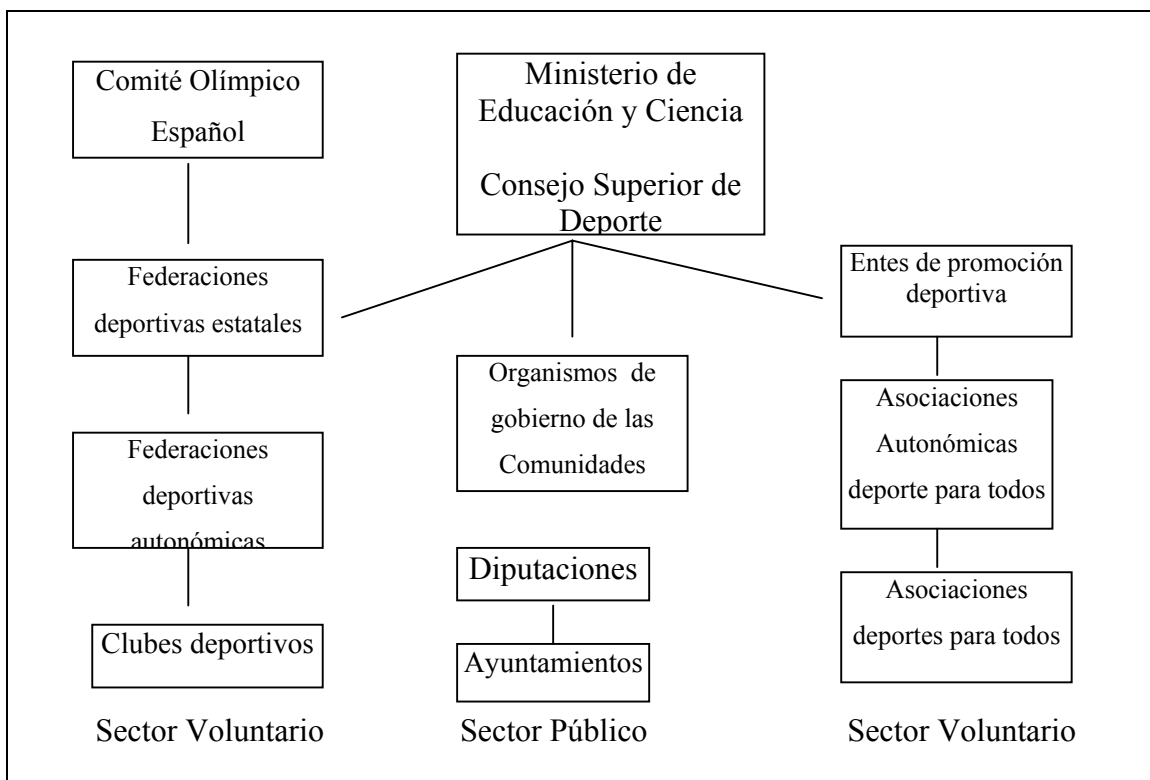 Comité Olímpico
Español
Ministerio de
Educación y Ciencia
Consejo Superior de
Deporte
Federaciones
deportivas estatales
Entes de promoción
deportiva
Organismos de
gobierno de las
Comunidades
Asociaciones
Autonómicas
deporte para todos
Federaciones
deportivas
autonómicas
Diputaciones
Asociaciones
deportes para todos
Clubes deportivos
Ayuntamientos
Sector Voluntario
Sector Público
Sector Voluntario